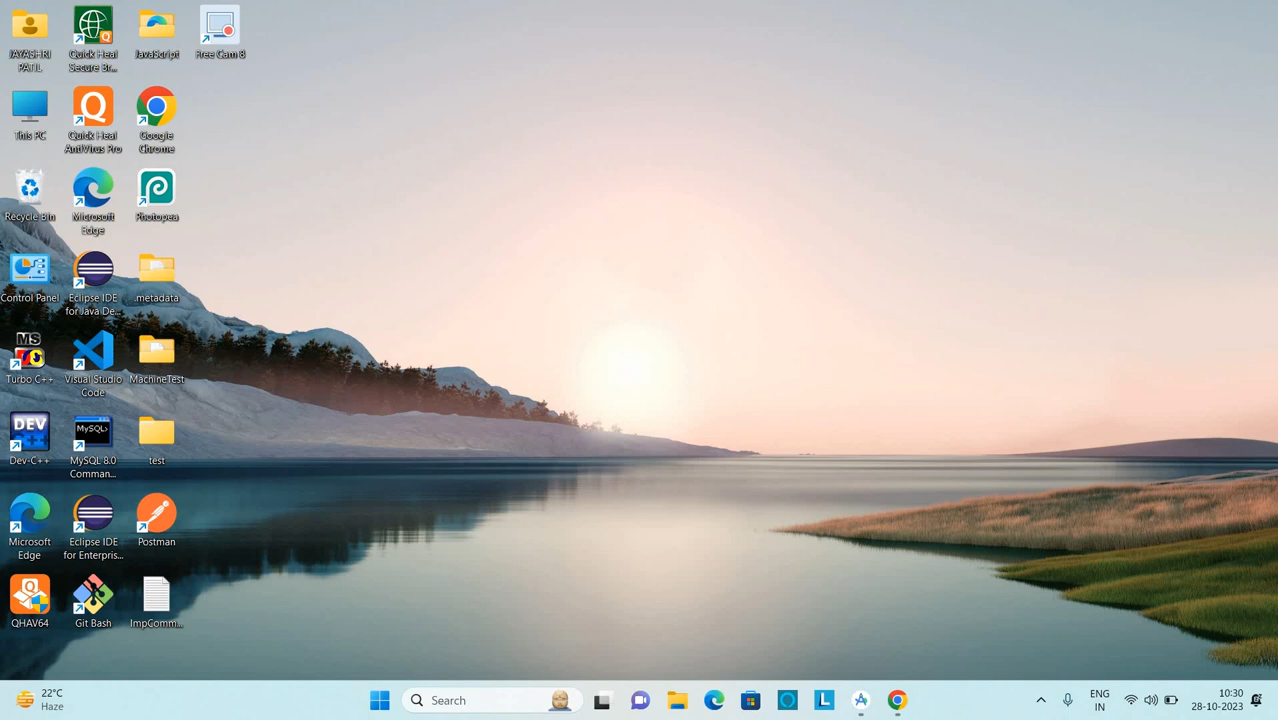 JAYASHRI
PATIL
Quick Heal
Secure Br...
JavaScript
Free Cam 8
This PC
Quick Heal
AntiVirus Pro
Google
Chrome
Recycle Bin
Microsoft
Edge
Photopea
Control Panel
Eclipse IDE
for Java De...
.metadata
MS
Turbo C++
Visual Studio
Code
MachineTest
DEV
C++
Dev-C++
MySQL>
MySQL 8.0
Comman...
test
Microsoft
Edge
Eclipse IDE
for Enterpris...
Postman
QHAV64
Git Bash
ImpComm...
22°C
Haze
Search
L
ENG
IN
10:30
28-10-2023